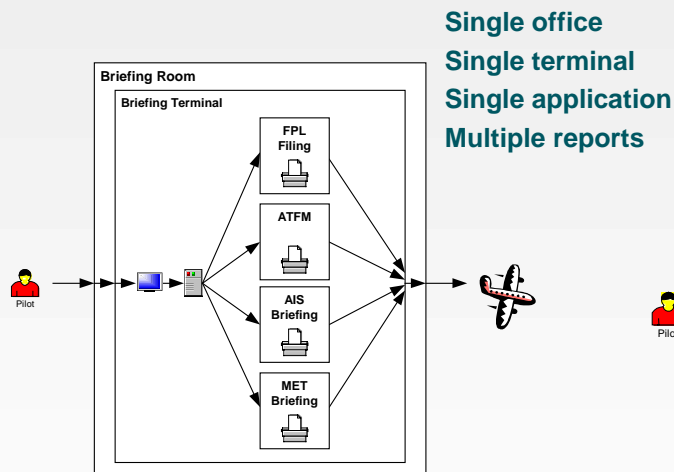 Single office
Single terminal
Single application
Multiple reports
Briefing Room
Briefing Terminal
FPL
Filing
ATFM
AIS
Briefing
MET
Briefing
Pilot